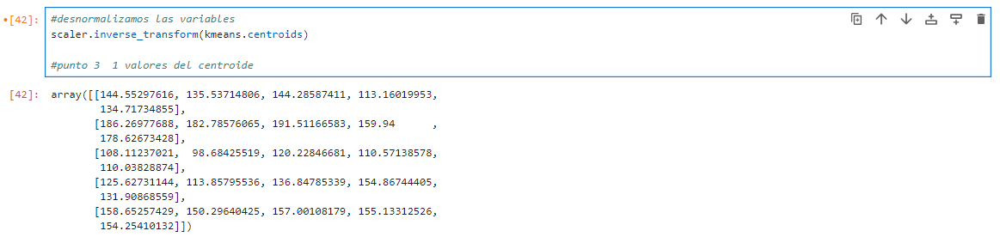 [42]: #desnormalizamos las variables
scaler.inverse_transform(kmeans.centroids)
#punto 3  1 valores del centroide
[42]: array([[144.55297616, 135.53714806, 144.28587411, 113.16019953,
134.71734855],
[186.26977688, 182.78576065, 191.51166583, 159.94      ,
178.62673428],
[108.11237021,  98.68425519, 120.22846681, 110.57138578,
110.03828874],
[125.62731144, 113.85795536, 136.84785339, 154.86744405,
131.90868559],
[158.65257429, 150.29640425, 157.00108179, 155.13312526,
154.25410132]])